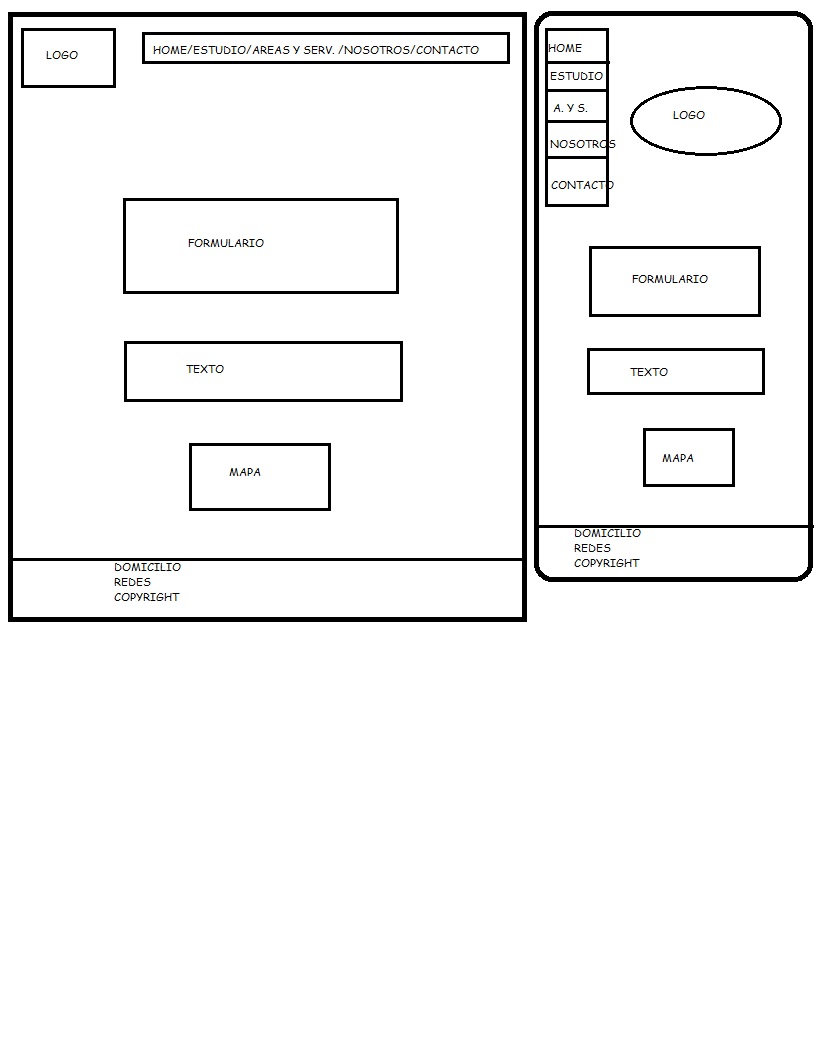 LOGO
HOME/ESTUDIO/AREAS Y SERV. /NOSOTROS/CONTACTO
FORMULARIO
TEXTO
MAPA
DOMICILIO
REDES
COPYRIGHT
HOME
ESTUDIO
A. Y S.
NOSOTROS
CONTACTO
LOGO
FORMULARIO
TEXTO
MAPA
DOMICILIO
REDES
COPYRIGHT